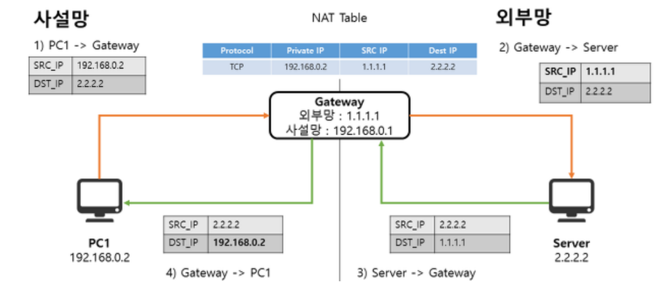 사설망
NAT Table
외부망
1) PC1 -> Gateway
SRC_IP 192.168.0.2
DST_IP 2.2.2.2
Protocol Private IP SRC IP Dest IP
TCP 192.168.0.2 1.1.1.1 2.2.2.2
2) Gateway -> Server
SRC_IP 1.1.1.1
DST_IP 2.2.2.2
Gateway
외부망 : 1.1.1.1
사설망 : 192.168.0.1
PC1
192.168.0.2
SRC_IP 2.2.2.2
DST_IP 192.168.0.2
4) Gateway -> PC1
SRC_IP 2.2.2.2
DST_IP 1.1.1.1
3) Server -> Gateway
Server
2.2.2.2